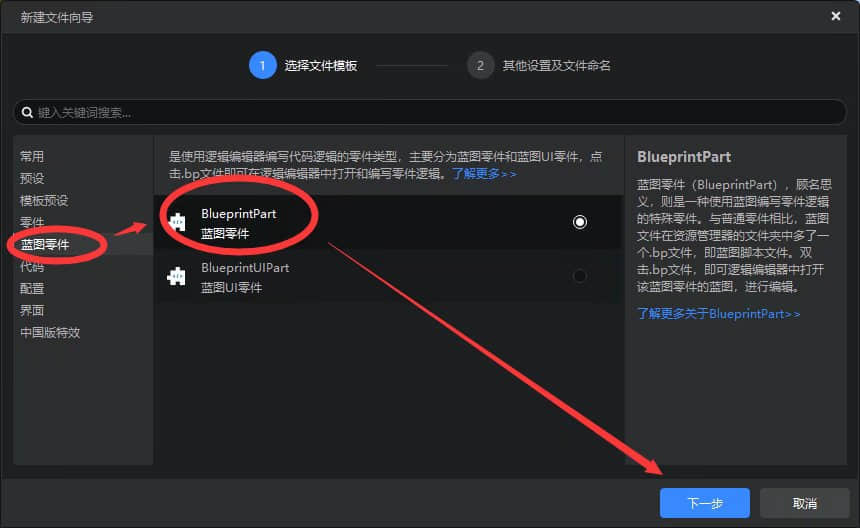 新建文件向导
1 选择文件模板 2 其他设置及文件命名
键入关键词搜索...
常用
预设
模板预设
零件
蓝图零件
代码
配置
界面
中国版特效
是使用逻辑编辑器编写代码逻辑的零件类型，主要分为蓝图零件和蓝图UI零件，点
击.bp文件即可在逻辑编辑器中打开和编写零件逻辑。了解更多>>
BlueprintPart
蓝图零件
BlueprintUIPart
蓝图UI零件
BlueprintPart
蓝图零件（BlueprintPart），顾名思
义，则是一种使用蓝图编写零件逻辑
的特殊零件。与普通零件相比，蓝图
文件在资源管理器的文件夹中多了一
个.bp文件，即蓝图脚本文件。双
击.bp文件，即可逻辑编辑器中打开
该蓝图零件的蓝图，进行编辑。
了解更多关于BlueprintPart>>
下一步
取消